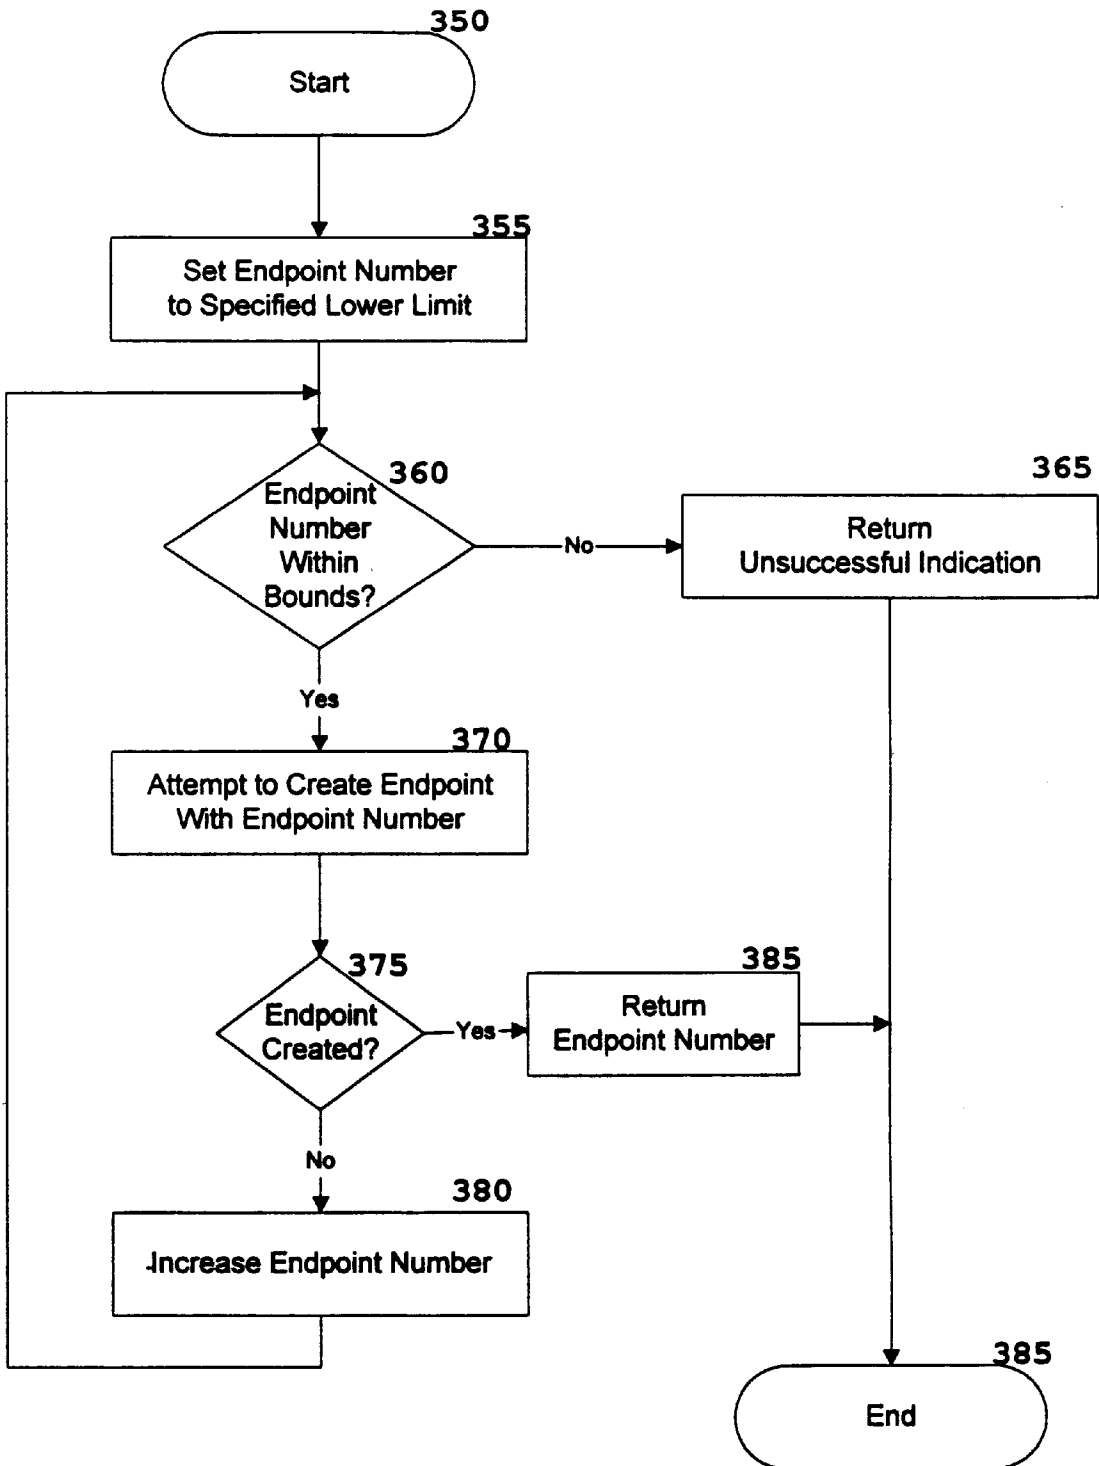 350
Start
355
Set Endpoint Number
to Specified Lower Limit
360
Endpoint
Number
Within
Bounds?
No
365
Return
Unsuccessful Indication
Yes
370
Attempt to Create Endpoint
With Endpoint Number
375
Endpoint
Created?
Yes
385
Return
Endpoint Number
No
380
Increase Endpoint Number
385
End